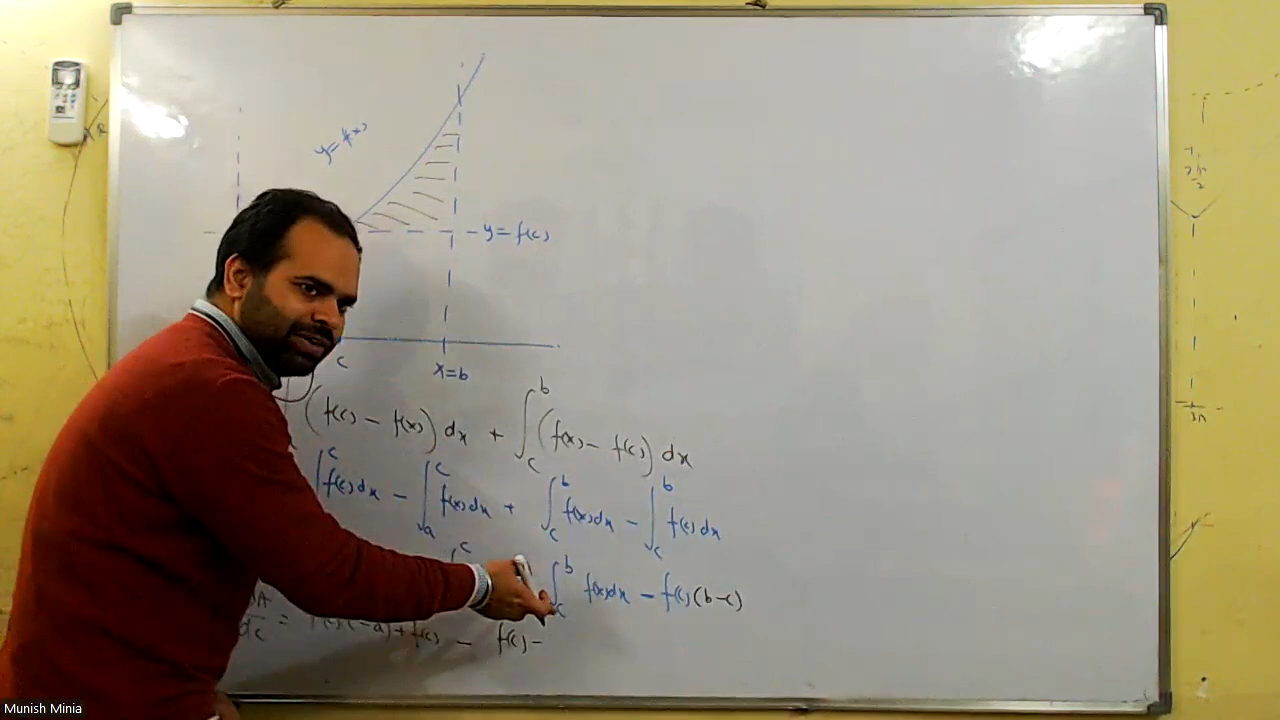 y=f(x)
y=f(c)
c
x=b
(f(c) - f(x)) dx + ∫_c^b (f(x) - f(c)) dx
∫^c f(c)dx - ∫_a^c f(x)dx + ∫_c^b f(x)dx - ∫_c^b f(c)dx
∫^c ∫_c^b f(x)dx - f(c)(b-c)
dA/dc = - f(c) -
Munish Minia